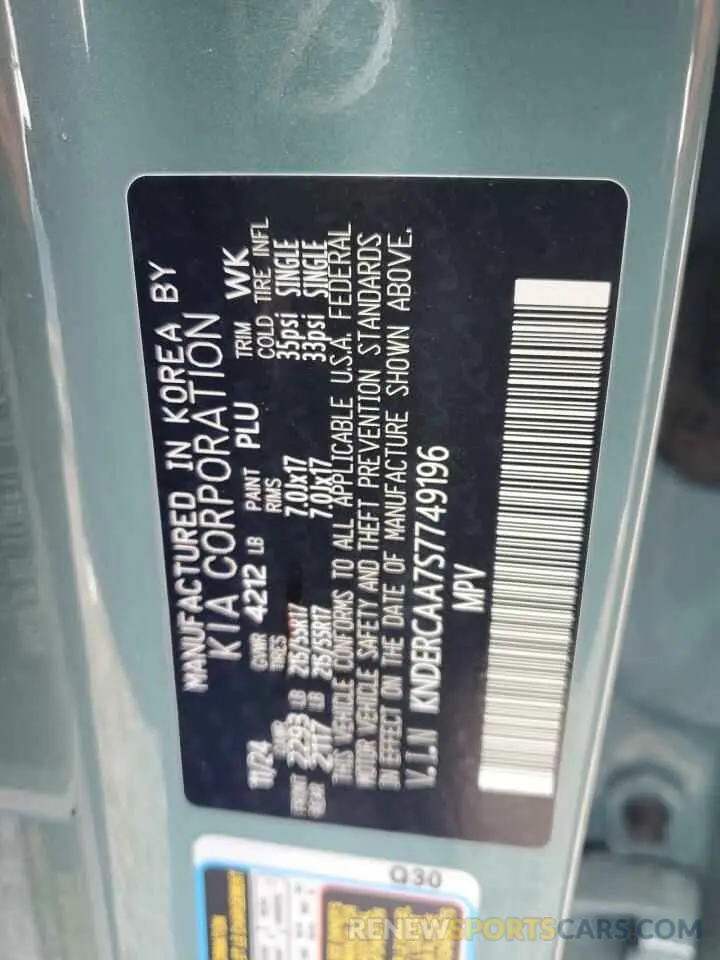 MANUFACTURED IN KOREA BY
KIA CORPORATION
11/24 GVWR 4212 LB PAINT PLU TRIM WK
TIRES RIMS COLD TIRE INFL
FRONT 2293 LB 215/55R17 7.0Jx17 35psi SINGLE
REAR 2117 LB 215/55R17 7.0Jx17 33psi SINGLE
THIS VEHICLE CONFORMS TO ALL APPLICABLE U.S.A. FEDERAL
MOTOR VEHICLE SAFETY AND THEFT PREVENTION STANDARDS
IN EFFECT ON THE DATE OF MANUFACTURE SHOWN ABOVE.
V.I.N KNDERCAA7S7749196
MPV
Q30
RENEWSPORTSCARS.COM